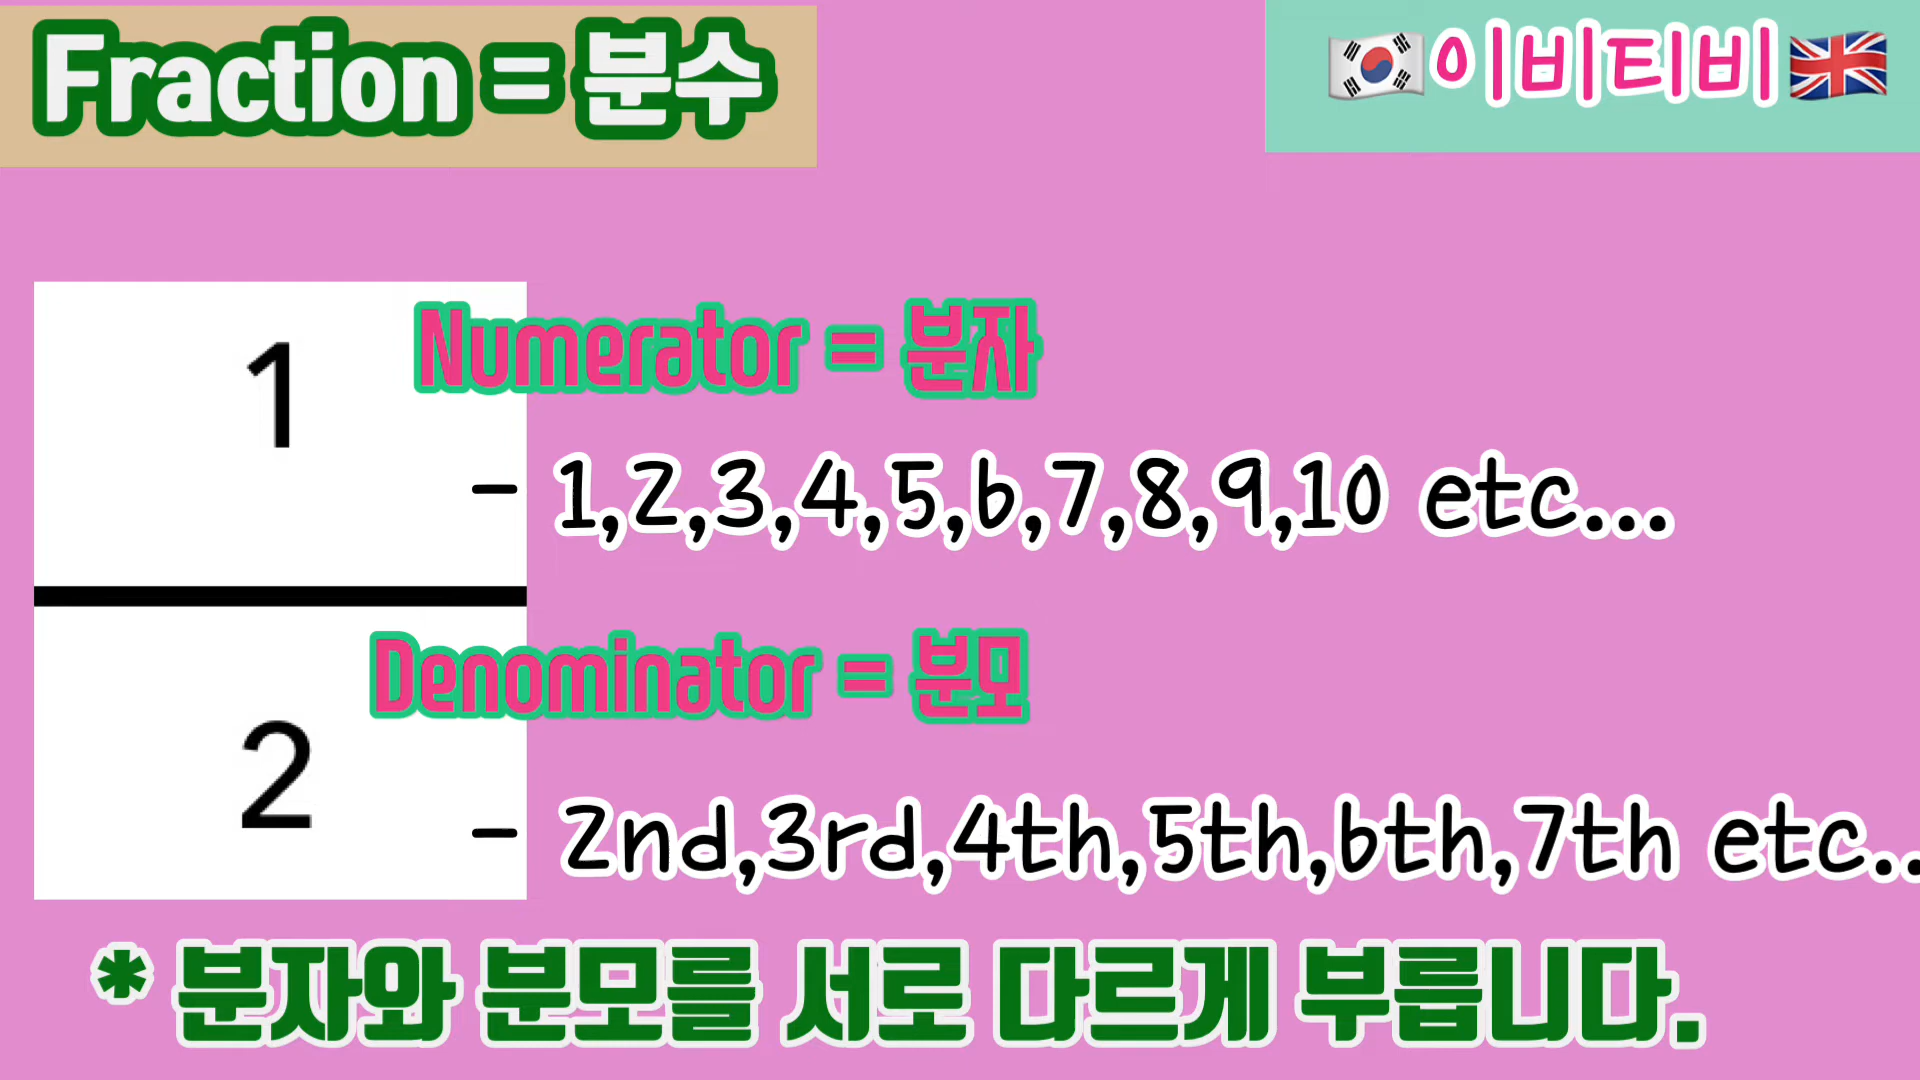 Fraction = 분수
이비티비
1
Numerator = 분자
- 1,2,3,4,5,6,7,8,9,10 etc...
2
Denominator = 분모
- 2nd,3rd,4th,5th,6th,7th etc..
* 분자와 분모를 서로 다르게 부릅니다.